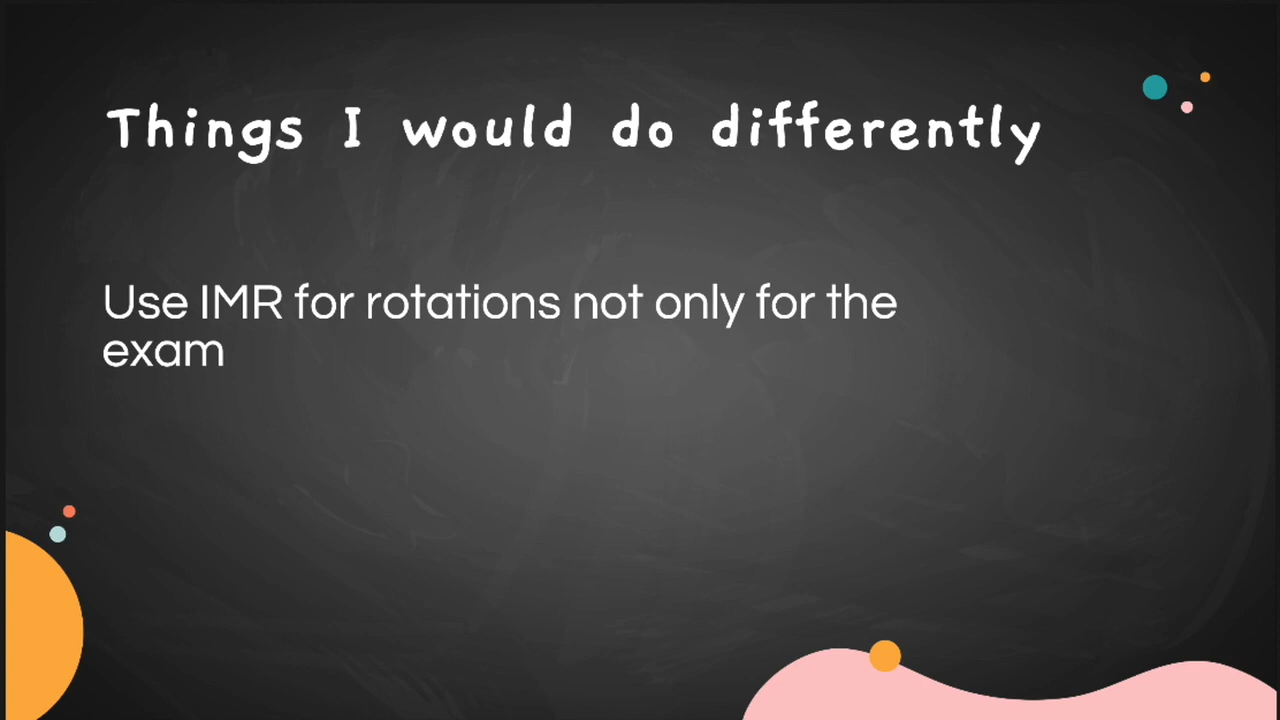 Things I would do differently
Use IMR for rotations not only for the
exam